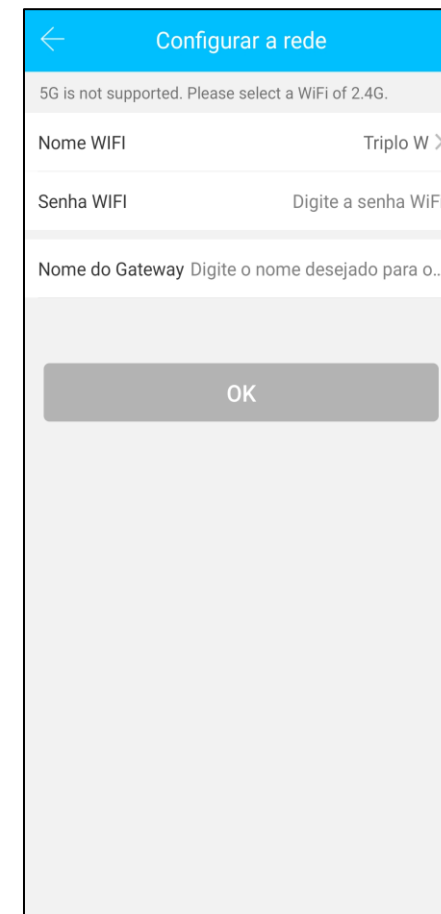 Configurar a rede
5G is not supported. Please select a WiFi of 2.4G.
Nome WIFI Triplo W
Senha WIFI Digite a senha WiFi
Nome do Gateway Digite o nome desejado para o...
OK